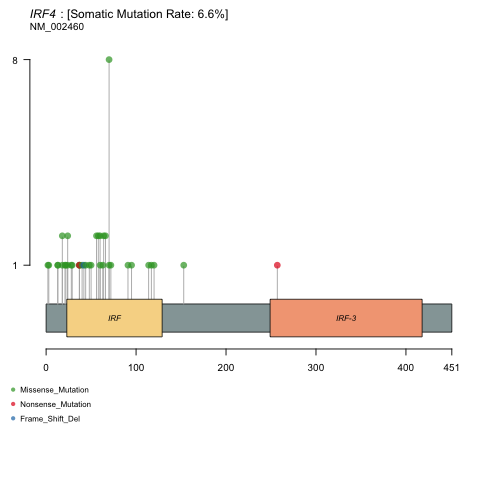 IRF4 : [Somatic Mutation Rate: 6.6%]
NM_002460
8
1
IRF
IRF-3
0 100 200 300 400 451
Missense_Mutation
Nonsense_Mutation
Frame_Shift_Del